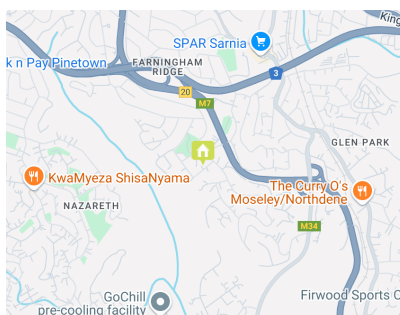 King
SPAR Sarnia
k n Pay Pinetown
FARNINGHAM
RIDGE
3
20
M7
GLEN PARK
KwaMyeza ShisaNyama
The Curry O's
Moseley/Northdene
NAZARETH
M34
GoChill
pre-cooling facility
Firwood Sports C